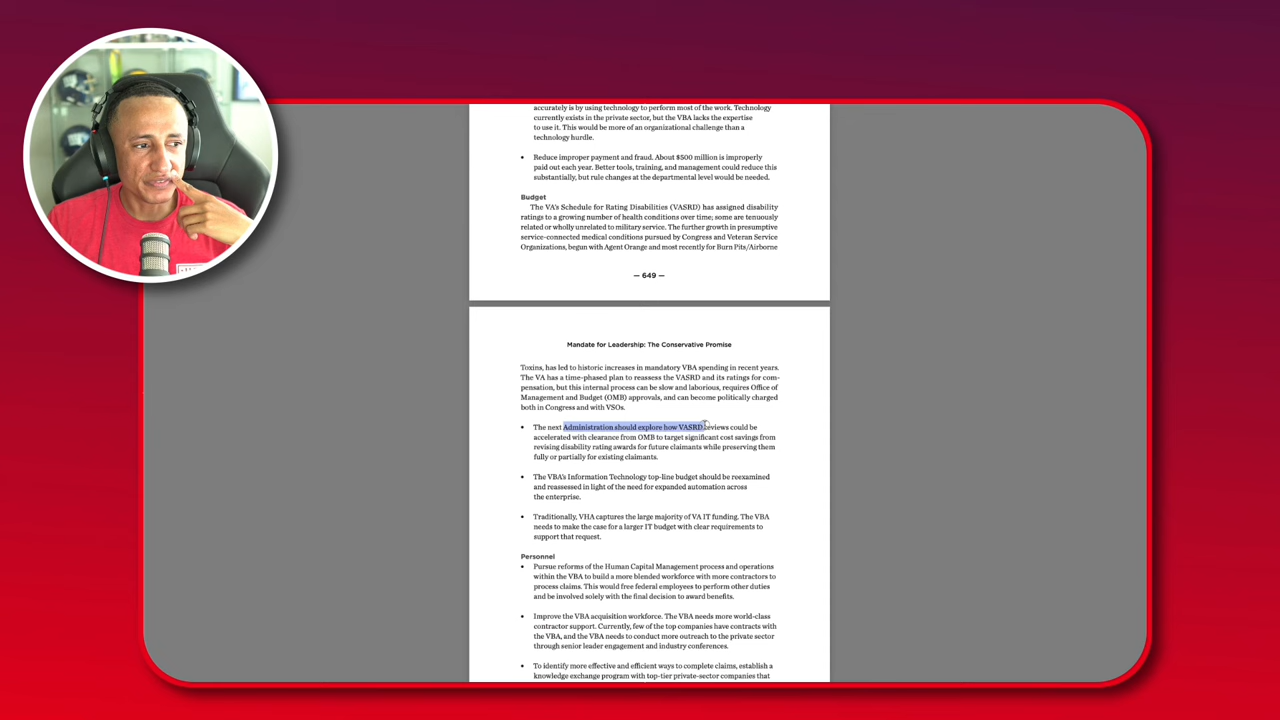 accurately is by using technology to perform most of the work. Technology
currently exists in the private sector, but the VBA lacks the expertise
to use it. This would be more of an organizational challenge than a
technology hurdle.
• Reduce improper payment and fraud. About $500 million is improperly
paid out each year. Better tools, training, and management could reduce this
substantially, but rule changes at the departmental level would be needed.
Budget
The VA's Schedule for Rating Disabilities (VASRD) has assigned disability
ratings to a growing number of health conditions over time; some are tenuously
related or wholly unrelated to military service. The further growth in presumptive
service-connected medical conditions pursued by Congress and Veteran Service
Organizations, begun with Agent Orange and most recently for Burn Pits/Airborne
— 649 —
Mandate for Leadership: The Conservative Promise
Toxins, has led to historic increases in mandatory VBA spending in recent years.
The VA has a time-phased plan to reassess the VASRD and its ratings for com-
pensation, but this internal process can be slow and laborious, requires Office of
Management and Budget (OMB) approvals, and can become politically charged
both in Congress and with VSOs.
• The next Administration should explore how VASRD reviews could be
accelerated with clearance from OMB to target significant cost savings from
revising disability rating awards for future claimants while preserving them
fully or partially for existing claimants.
• The VBA's Information Technology top-line budget should be reexamined
and reassessed in light of the need for expanded automation across
the enterprise.
• Traditionally, VHA captures the large majority of VA IT funding. The VBA
needs to make the case for a larger IT budget with clear requirements to
support that request.
Personnel
• Pursue reforms of the Human Capital Management process and operations
within the VBA to build a more blended workforce with more contractors to
process claims. This would free federal employees to perform other duties
and be involved solely with the final decision to award benefits.
• Improve the VBA acquisition workforce. The VBA needs more world-class
contractor support. Currently, few of the top companies have contracts with
the VBA, and the VBA needs to conduct more outreach to the private sector
through senior leader engagement and industry conferences.
• To identify more effective and efficient ways to complete claims, establish a
knowledge exchange program with top-tier private-sector companies that